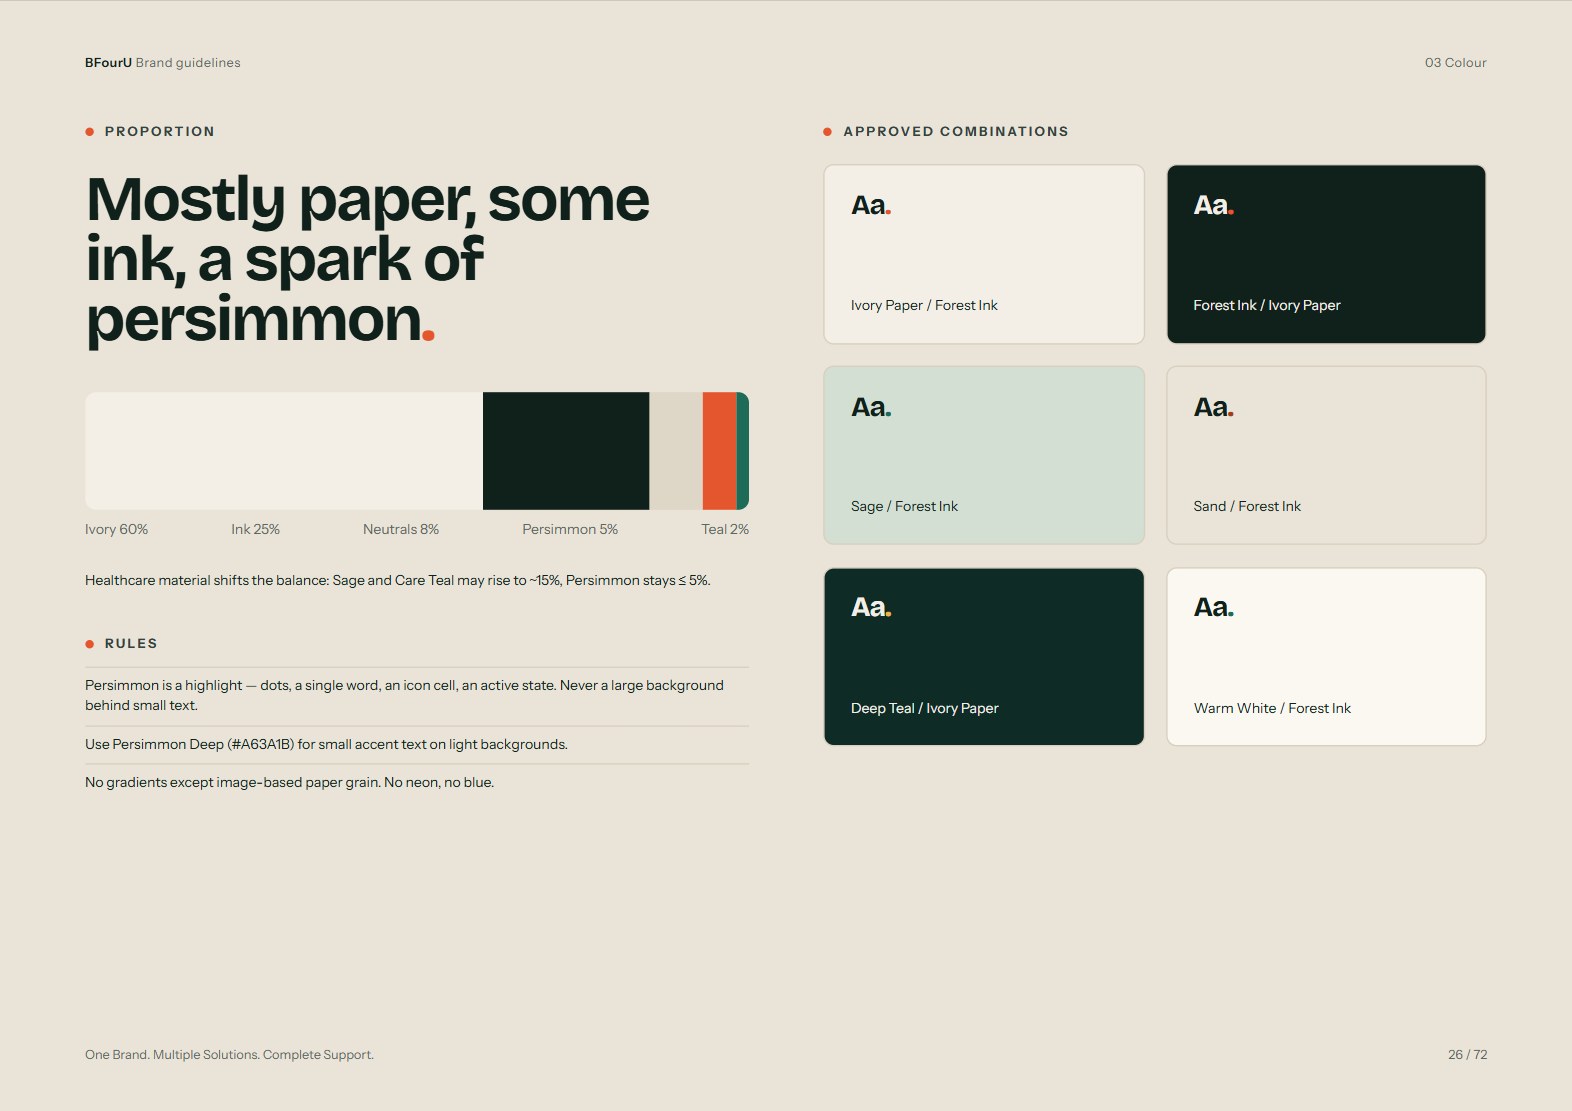 BFourU Brand guidelines
03 Colour
PROPORTION
Mostly paper, some
ink, a spark of
persimmon.
Ivory 60%
Ink 25%
Neutrals 8%
Persimmon 5%
Teal 2%
Healthcare material shifts the balance: Sage and Care Teal may rise to ~15%, Persimmon stays ≤ 5%.
RULES
Persimmon is a highlight — dots, a single word, an icon cell, an active state. Never a large background
behind small text.
Use Persimmon Deep (#A63A1B) for small accent text on light backgrounds.
No gradients except image-based paper grain. No neon, no blue.
APPROVED COMBINATIONS
Aa.
Ivory Paper / Forest Ink
Aa.
Forest Ink / Ivory Paper
Aa.
Sage / Forest Ink
Aa.
Sand / Forest Ink
Aa.
Deep Teal / Ivory Paper
Aa.
Warm White / Forest Ink
One Brand. Multiple Solutions. Complete Support.
26 / 72